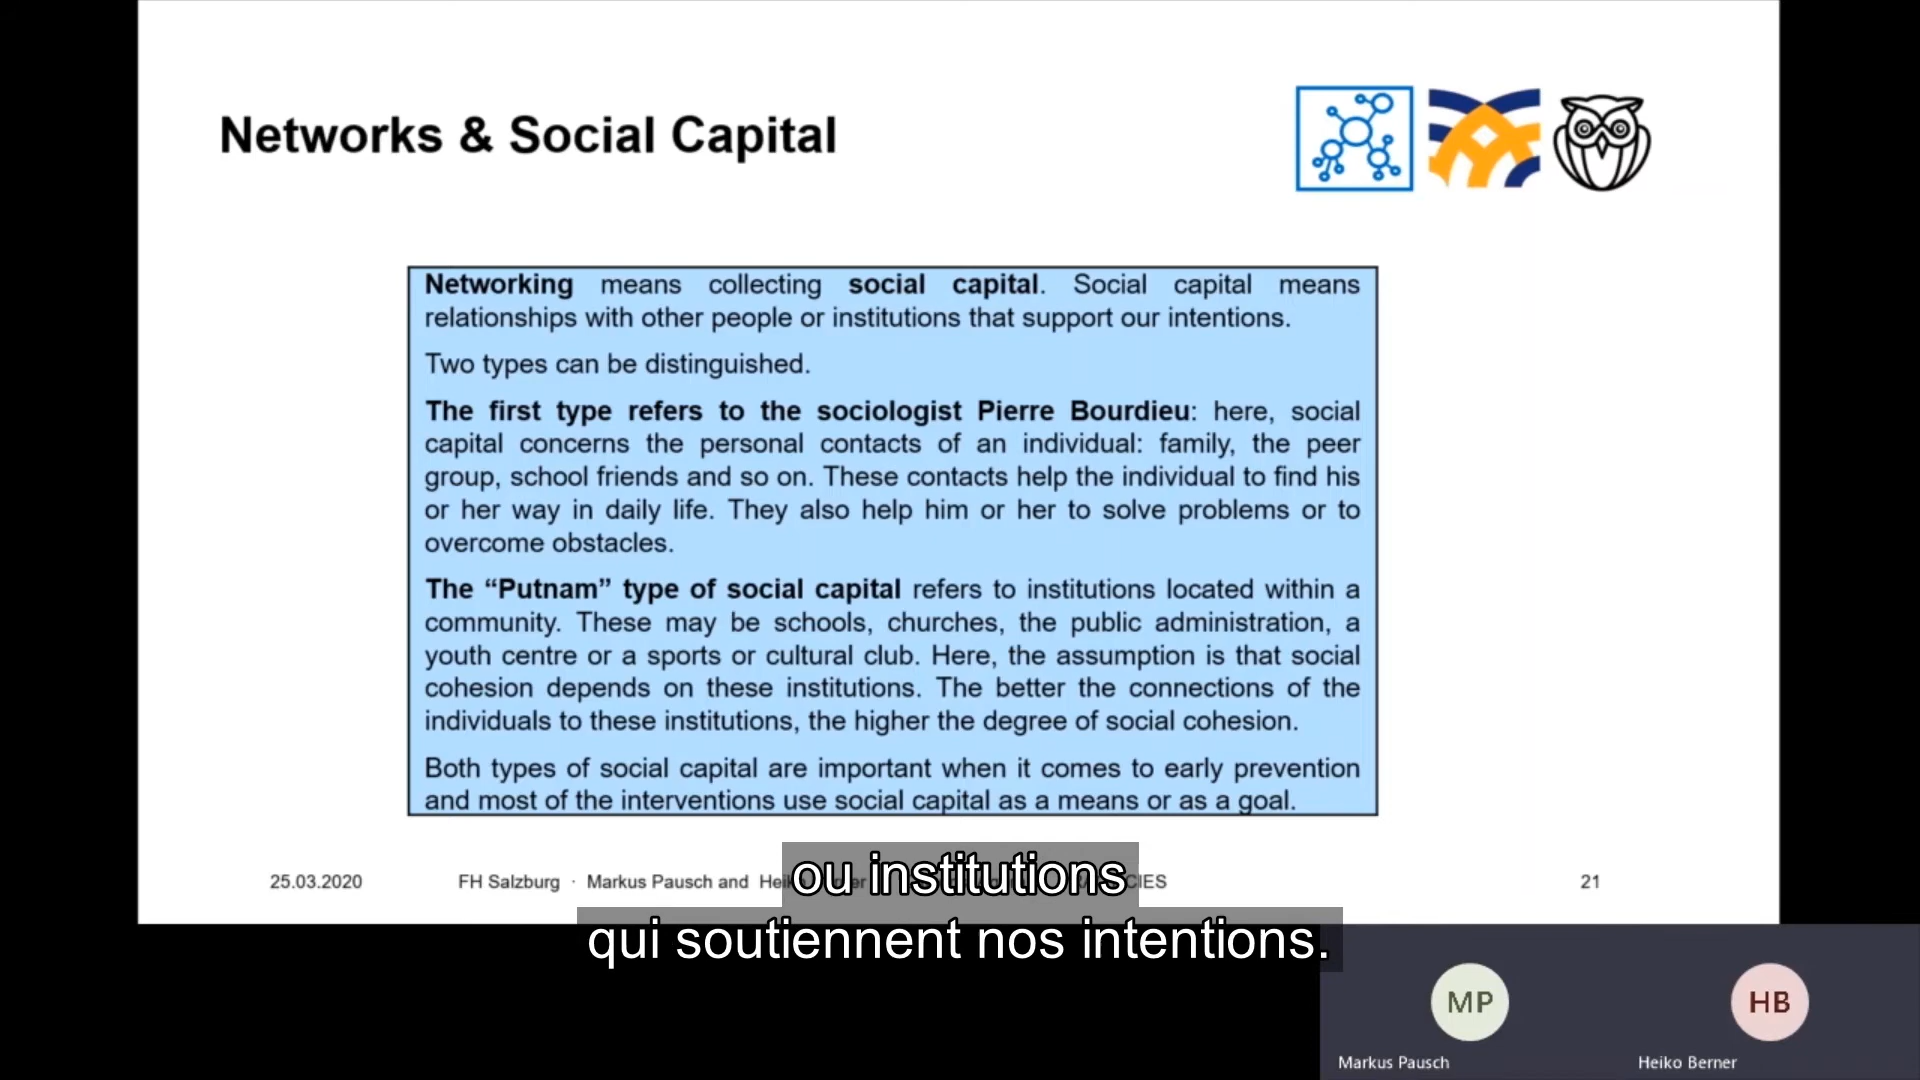 Networks & Social Capital
Networking means collecting social capital. Social capital means
relationships with other people or institutions that support our intentions.
Two types can be distinguished.
The first type refers to the sociologist Pierre Bourdieu: here, social
capital concerns the personal contacts of an individual: family, the peer
group, school friends and so on. These contacts help the individual to find his
or her way in daily life. They also help him or her to solve problems or to
overcome obstacles.
The “Putnam” type of social capital refers to institutions located within a
community. These may be schools, churches, the public administration, a
youth centre or a sports or cultural club. Here, the assumption is that social
cohesion depends on these institutions. The better the connections of the
individuals to these institutions, the higher the degree of social cohesion.
Both types of social capital are important when it comes to early prevention
and most of the interventions use social capital as a means or as a goal.
25.03.2020 FH Salzburg · Markus Pausch and 21
ou institutions
qui soutiennent nos intentions.
MP HB
Markus Pausch Heiko Berner